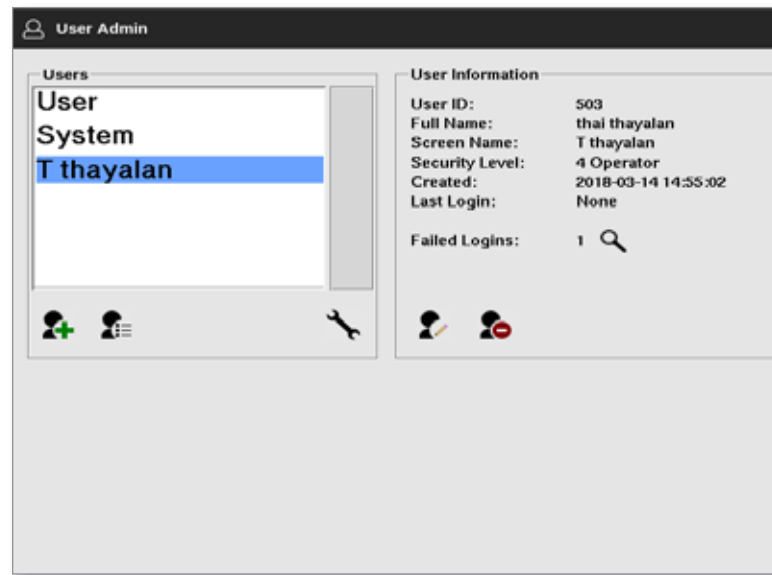 User Admin
Users
User
System
T thayalan
User Information
User ID: 503
Full Name: thai thayalan
Screen Name: T thayalan
Security Level: 4 Operator
Created: 2018-03-14 14:55:02
Last Login: None
Failed Logins: 1